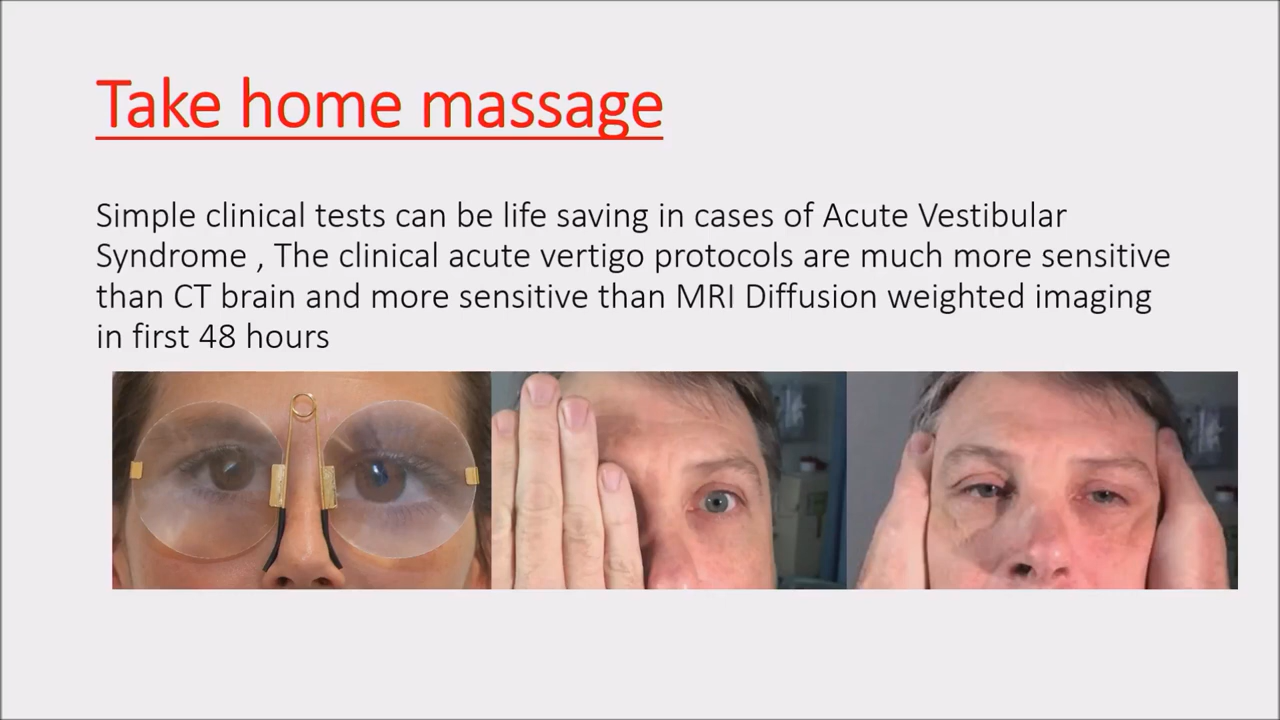 Take home massage
Simple clinical tests can be life saving in cases of Acute Vestibular
Syndrome , The clinical acute vertigo protocols are much more sensitive
than CT brain and more sensitive than MRI Diffusion weighted imaging
in first 48 hours